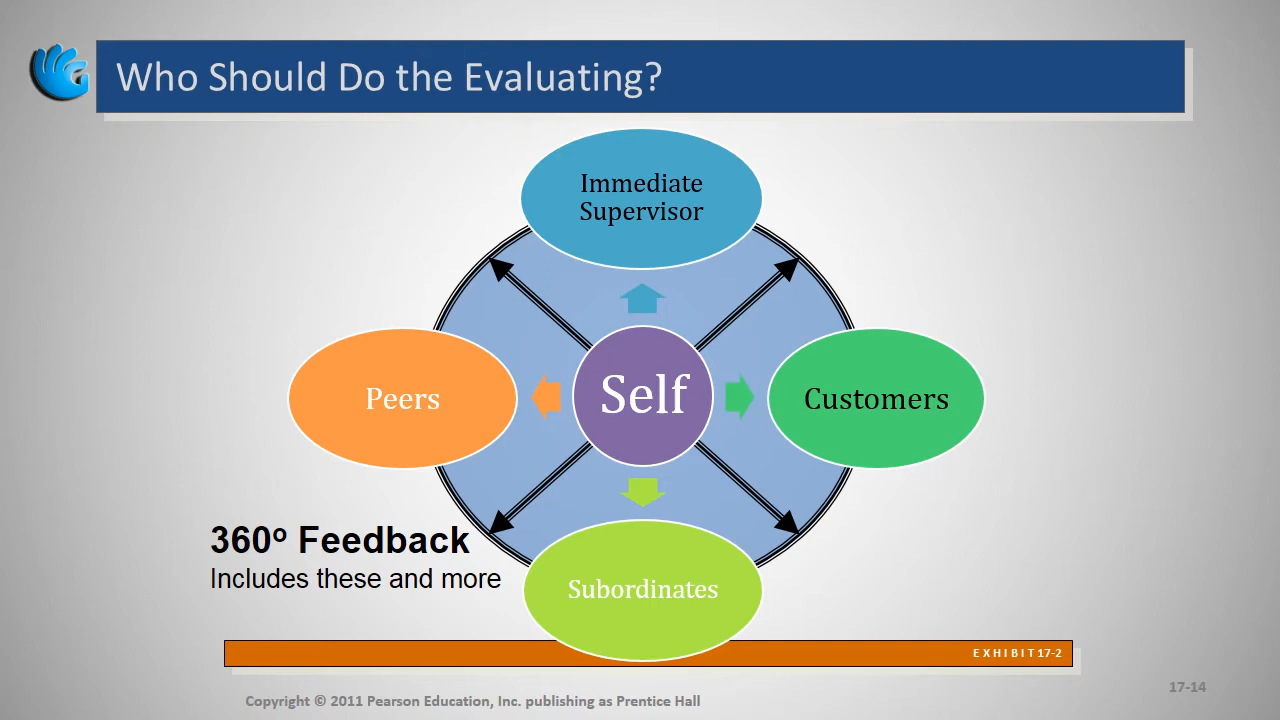 Who Should Do the Evaluating?
Immediate
Supervisor
Peers
Self
Customers
360º Feedback
Includes these and more
Subordinates
EXHIBIT 17-2
Copyright © 2011 Pearson Education, Inc. publishing as Prentice Hall
17-14